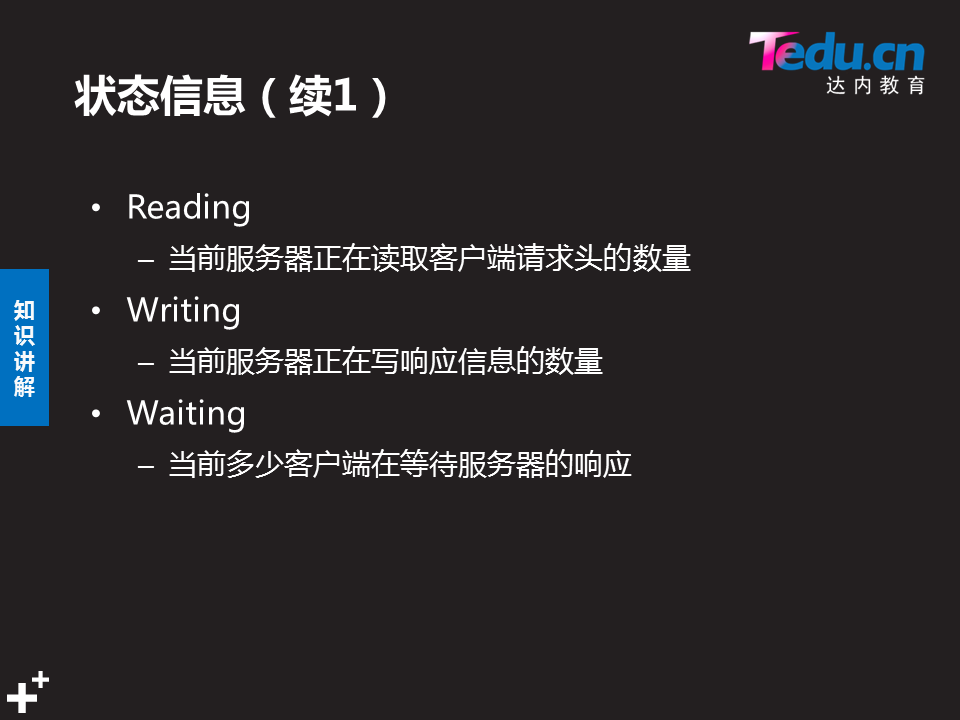 Tedu.cn
达内教育
状态信息（续1）
• Reading
– 当前服务器正在读取客户端请求头的数量
• Writing
– 当前服务器正在写响应信息的数量
• Waiting
– 当前多少客户端在等待服务器的响应
知
识
讲
解